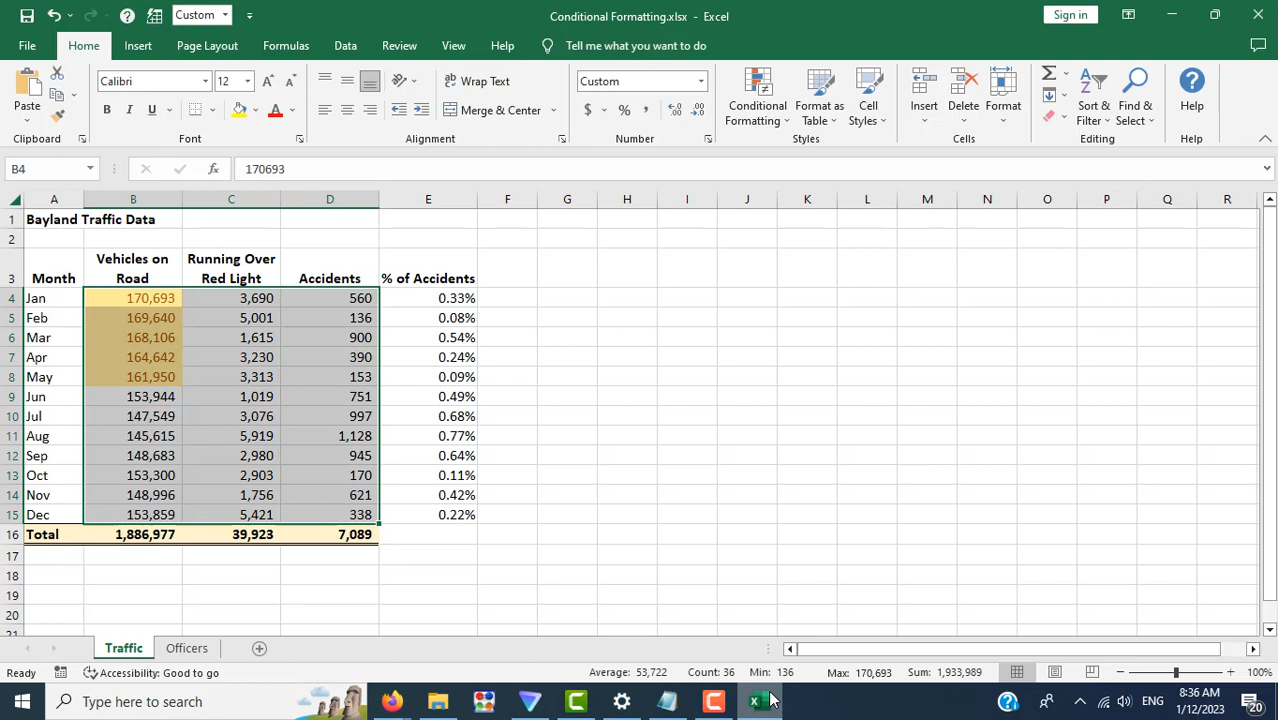 Custom
Conditional Formatting.xlsx - Excel
Sign in
File Home Insert Page Layout Formulas Data Review View Help Tell me what you want to do
Paste
Calibri 12
B I U A
Wrap Text
Merge & Center
Custom
$ %
Conditional Formatting
Format as Table
Cell Styles
Insert
Delete
Format
Sort & Filter
Find & Select
Help
Clipboard Font Alignment Number Styles Cells Editing Help
B4 fx 170693
A B C D E F G H I J K L M N O P Q R
1 Bayland Traffic Data
2
3 Month Vehicles on Road Running Over Red Light Accidents % of Accidents
4 Jan 170,693 3,690 560 0.33%
5 Feb 169,640 5,001 136 0.08%
6 Mar 168,106 1,615 900 0.54%
7 Apr 164,642 3,230 390 0.24%
8 May 161,950 3,313 153 0.09%
9 Jun 153,944 1,019 751 0.49%
10 Jul 147,549 3,076 997 0.68%
11 Aug 145,615 5,919 1,128 0.77%
12 Sep 148,683 2,980 945 0.64%
13 Oct 153,300 2,903 170 0.11%
14 Nov 148,996 1,756 621 0.42%
15 Dec 153,859 5,421 338 0.22%
16 Total 1,886,977 39,923 7,089
17
18
19
20
21
Traffic Officers
Ready Accessibility: Good to go Average: 53,722 Count: 36 Min: 136 Max: 170,693 Sum: 1,933,989 100%
Type here to search
ENG
8:36 AM
1/12/2023
20